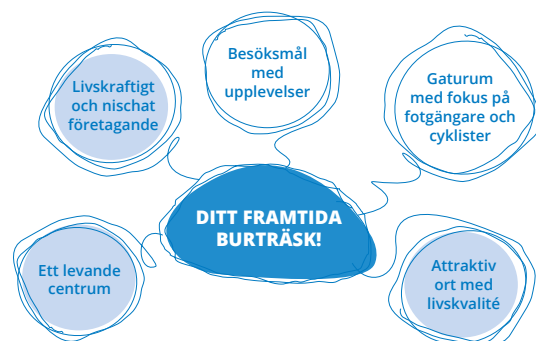 Livskraftigt
och nischat
företagande
Besöksmål
med
upplevelser
Gaturum
med fokus på
fotgängare och
cyklister
DITT FRAMTIDA
BURTRÄSK!
Ett levande
centrum
Attraktiv
ort med
livskvalité